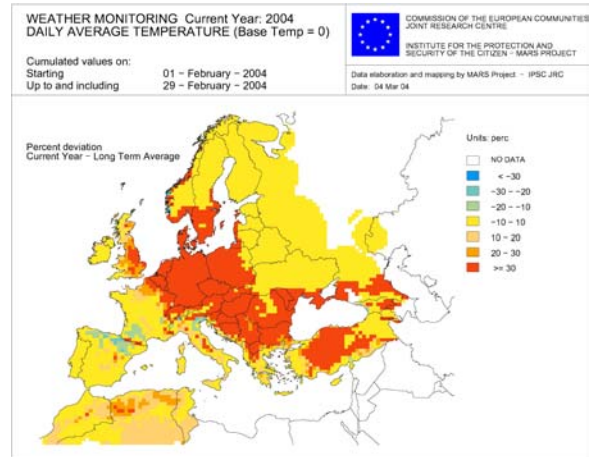 WEATHER MONITORING Current Year: 2004
DAILY AVERAGE TEMPERATURE (Base Temp = 0)
Cumulated values on:
Starting 01 - February - 2004
Up to and including 29 - February - 2004
COMMISSION OF THE EUROPEAN COMMUNITIES
JOINT RESEARCH CENTRE
INSTITUTE FOR THE PROTECTION AND
SECURITY OF THE CITIZEN - MARS PROJECT
Data elaboration and mapping by MARS Project - IPSC JRC
Date: 04 Mar 04
Percent deviation
Current Year - Long Term Average
Units: perc
NO DATA
< -30
-30 - -20
-20 - -10
-10 - 10
10 - 20
20 - 30
>= 30